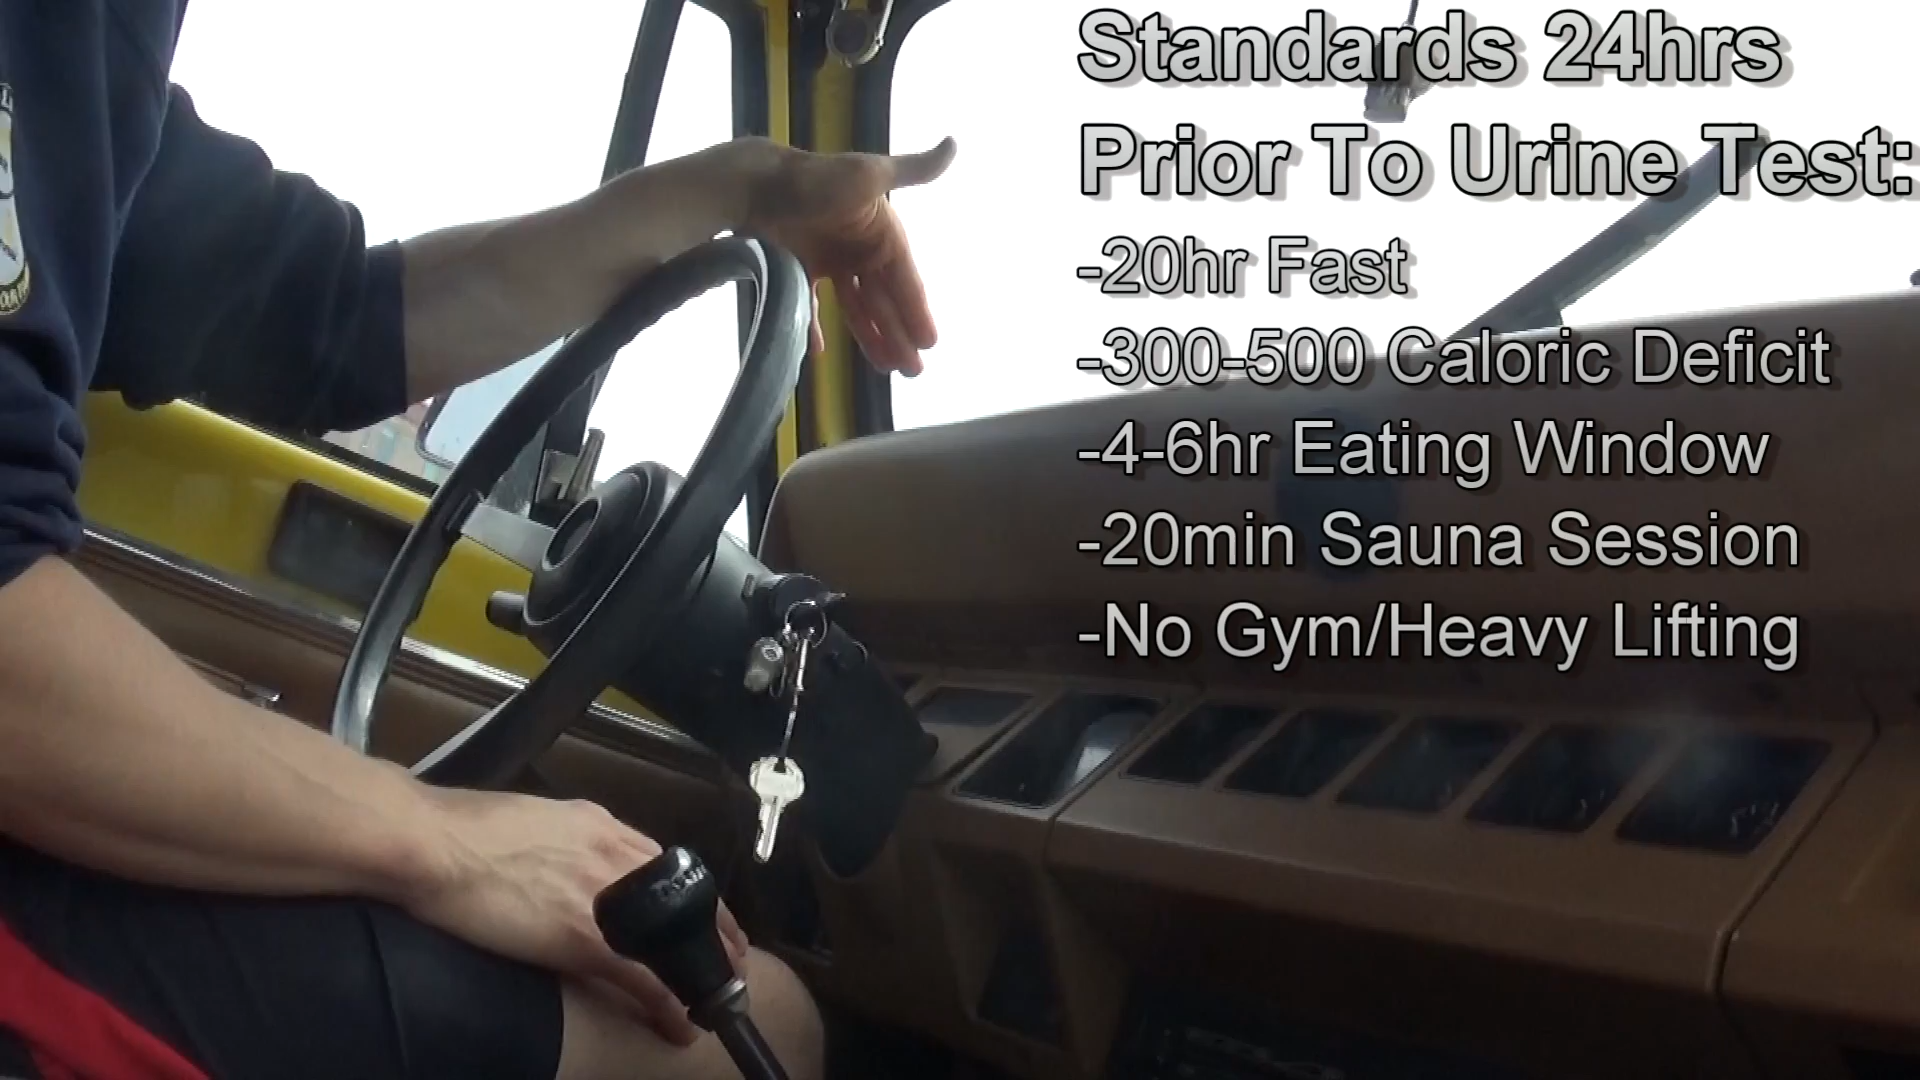 Standards 24hrs
Prior To Urine Test:
-20hr Fast
-300-500 Caloric Deficit
-4-6hr Eating Window
-20min Sauna Session
-No Gym/Heavy Lifting